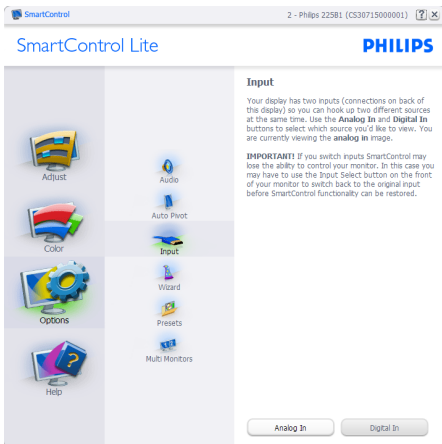 SmartControl
2 - Philips 225B1 (CS30715000001)
SmartControl Lite
PHILIPS
Adjust
Color
Options
Help
Audio
Auto Pivot
Input
Wizard
Presets
Multi Monitors
Input
Your display has two inputs (connections on back of
this display) so you can hook up two different sources
at the same time. Use the Analog In and Digital In
buttons to select which source you'd like to view. You
are currently viewing the analog in image.
IMPORTANT! If you switch inputs SmartControl may
lose the ability to control your monitor. In this case you
may have to use the Input Select button on the front
of your monitor to switch back to the original input
before SmartControl functionality can be restored.
Analog In
Digital In